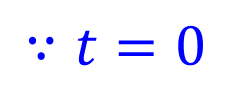 ∵ t = 0